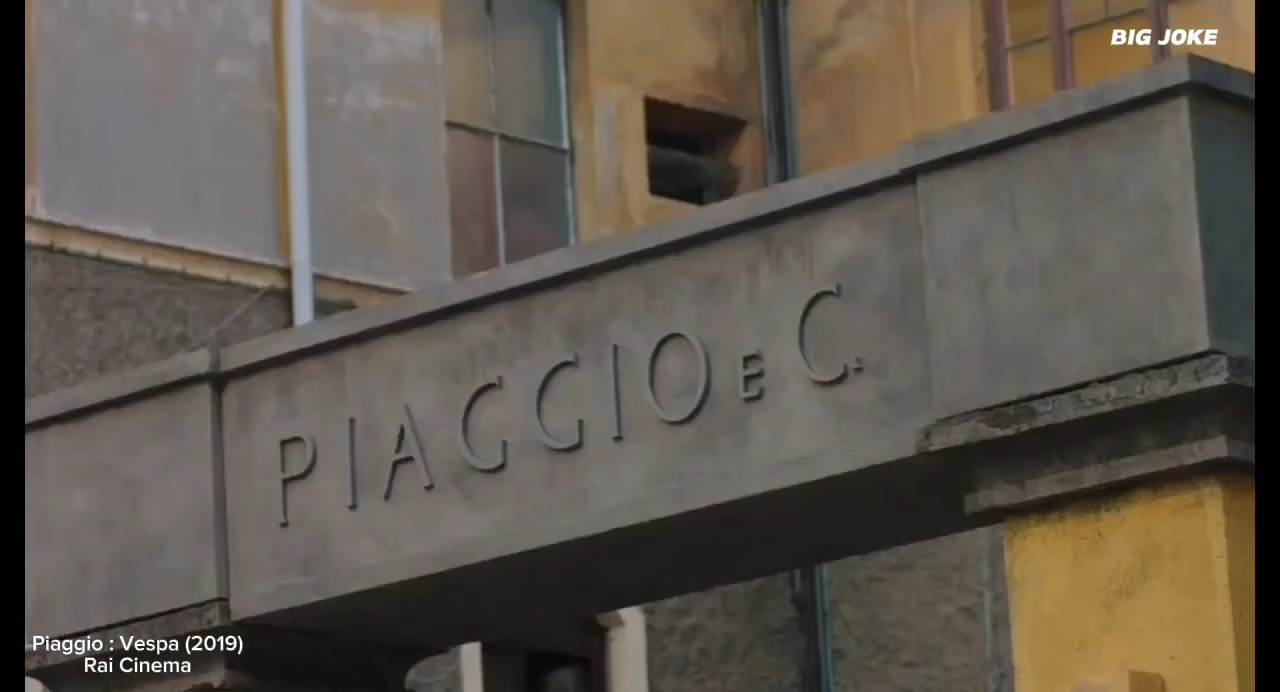 BIG JOKE
PIAGGIO E C.
Piaggio : Vespa (2019)
Rai Cinema